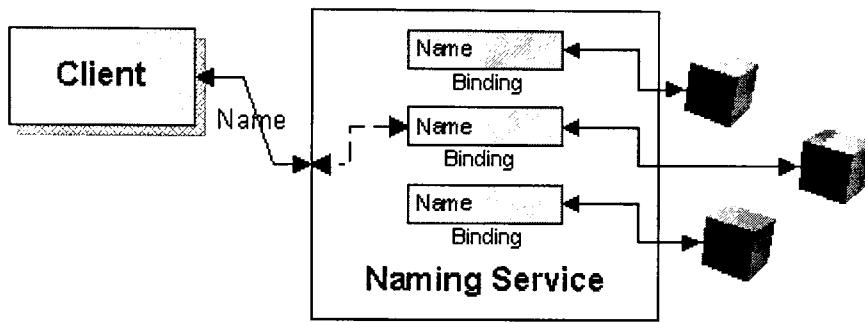 Client
Name
Name
Binding
Name
Binding
Name
Binding
Naming Service